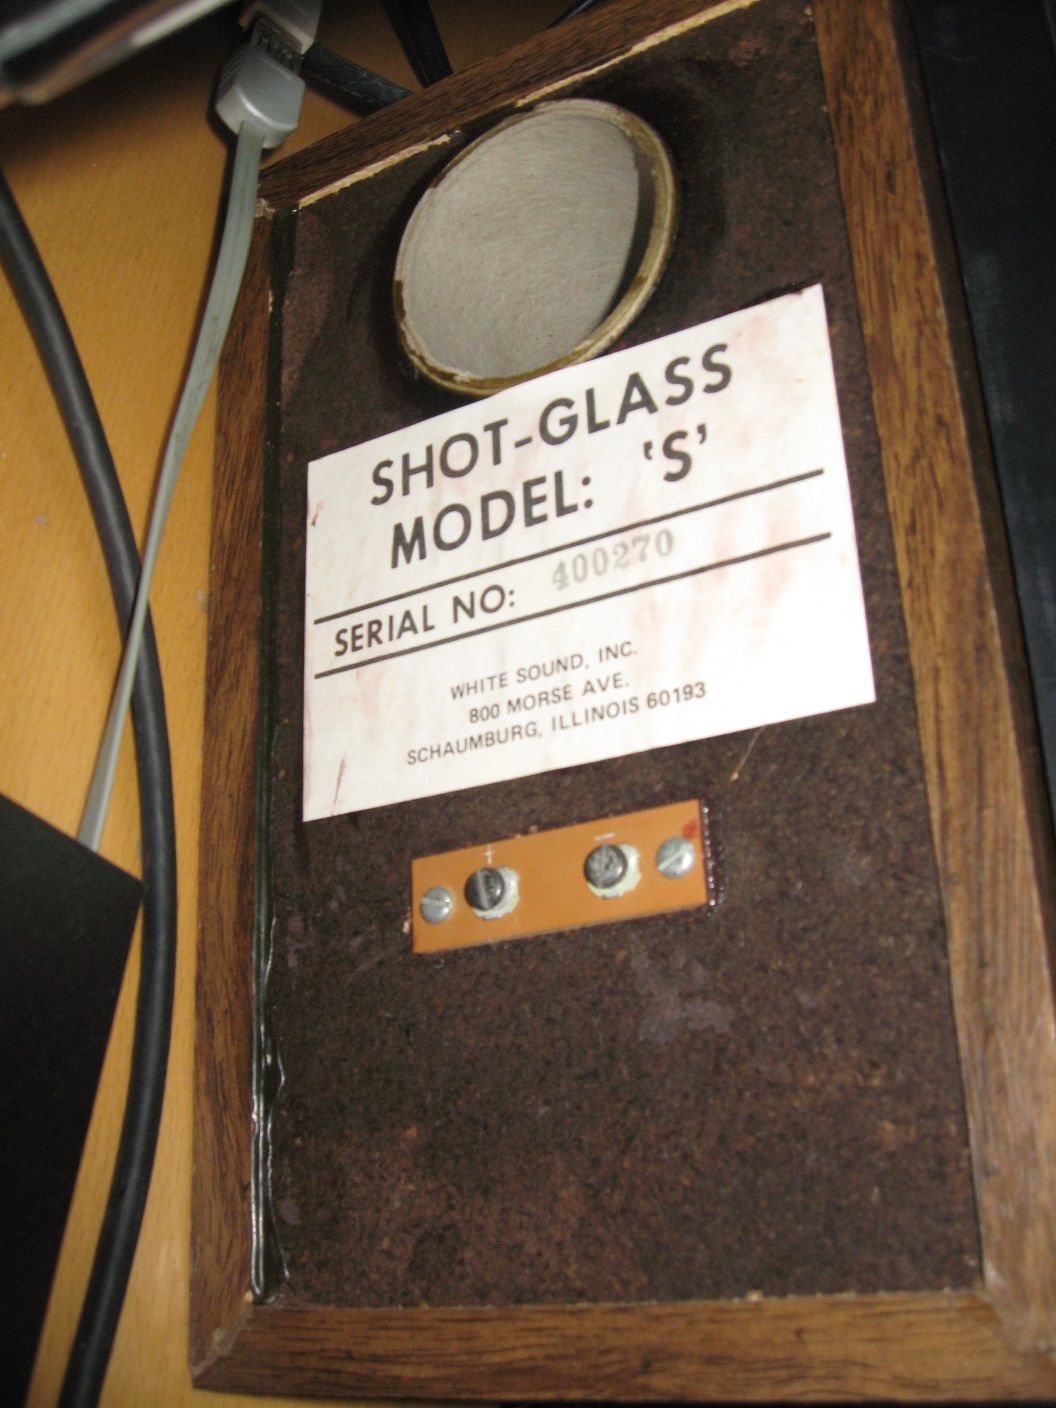 SHOT-GLASS
MODEL: 'S'
SERIAL NO: 400270
WHITE SOUND, INC.
800 MORSE AVE.
SCHAUMBURG, ILLINOIS 60193
+ −